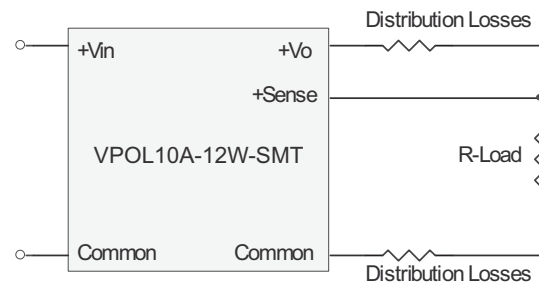 Distribution Losses
+Vin +Vo
+Sense
VPOL10A-12W-SMT
R-Load
Common Common
Distribution Losses